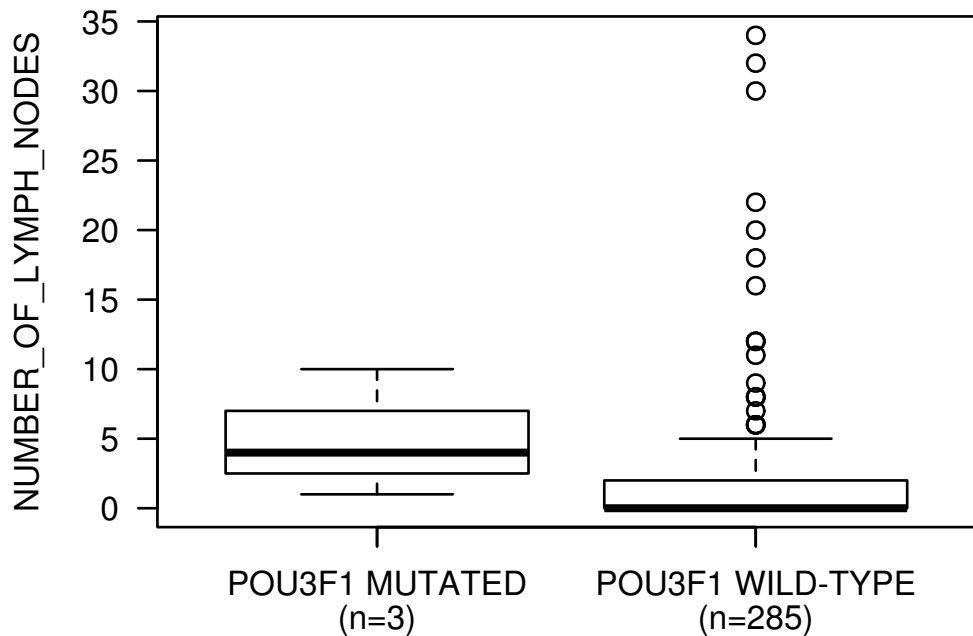 NUMBER_OF_LYMPH_NODES
35
30
25
20
15
10
5
0
POU3F1 MUTATED
(n=3)
POU3F1 WILD-TYPE
(n=285)